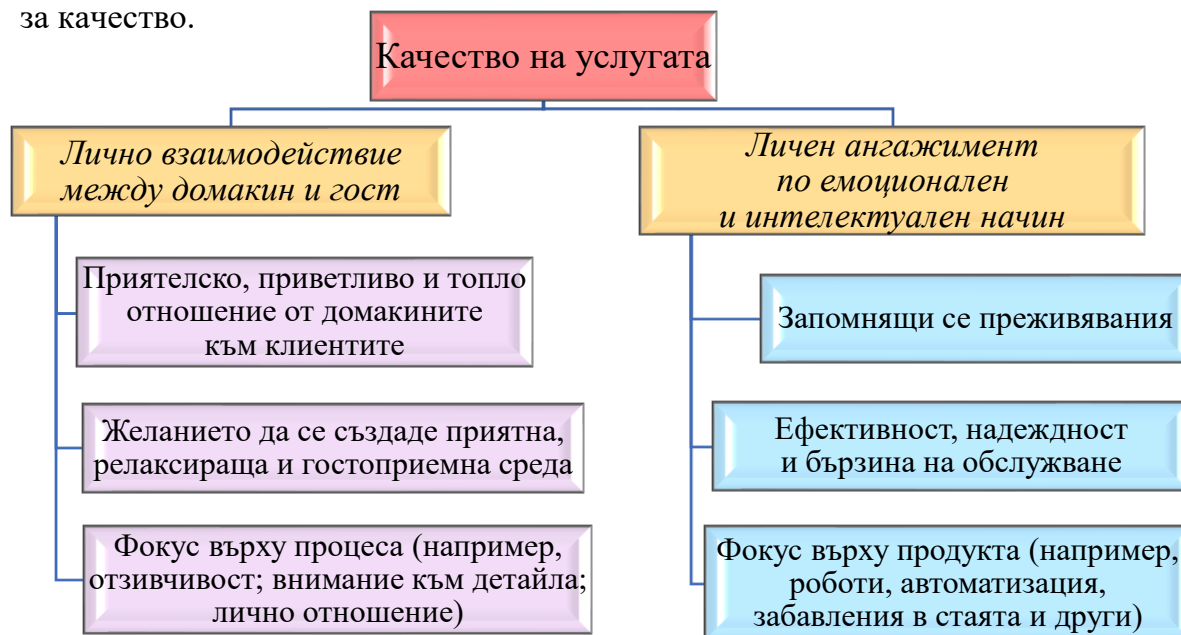 за качество.
Качество на услугата
Лично взаимодействие
между домакин и гост
Приятелско, приветливо и топло
отношение от домакините
към клиентите
Желанието да се създаде приятна,
релаксираща и гостоприемна среда
Фокус върху процеса (например,
отзивчивост; внимание към детайла;
лично отношение)
Личен ангажимент
по емоционален
и интелектуален начин
Запомнящи се преживявания
Ефективност, надеждност
и бързина на обслужване
Фокус върху продукта (например,
роботи, автоматизация,
забавления в стаята и други)